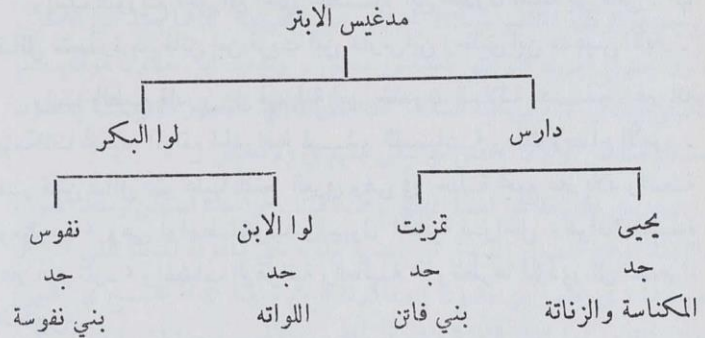 مدغيس الابتر
دارس لوا البكر
يحيى تمزيت لوا الابن نفوس
جد جد جد جد
المكناسة والزناتة بني فاتن اللواته بني نفوسة